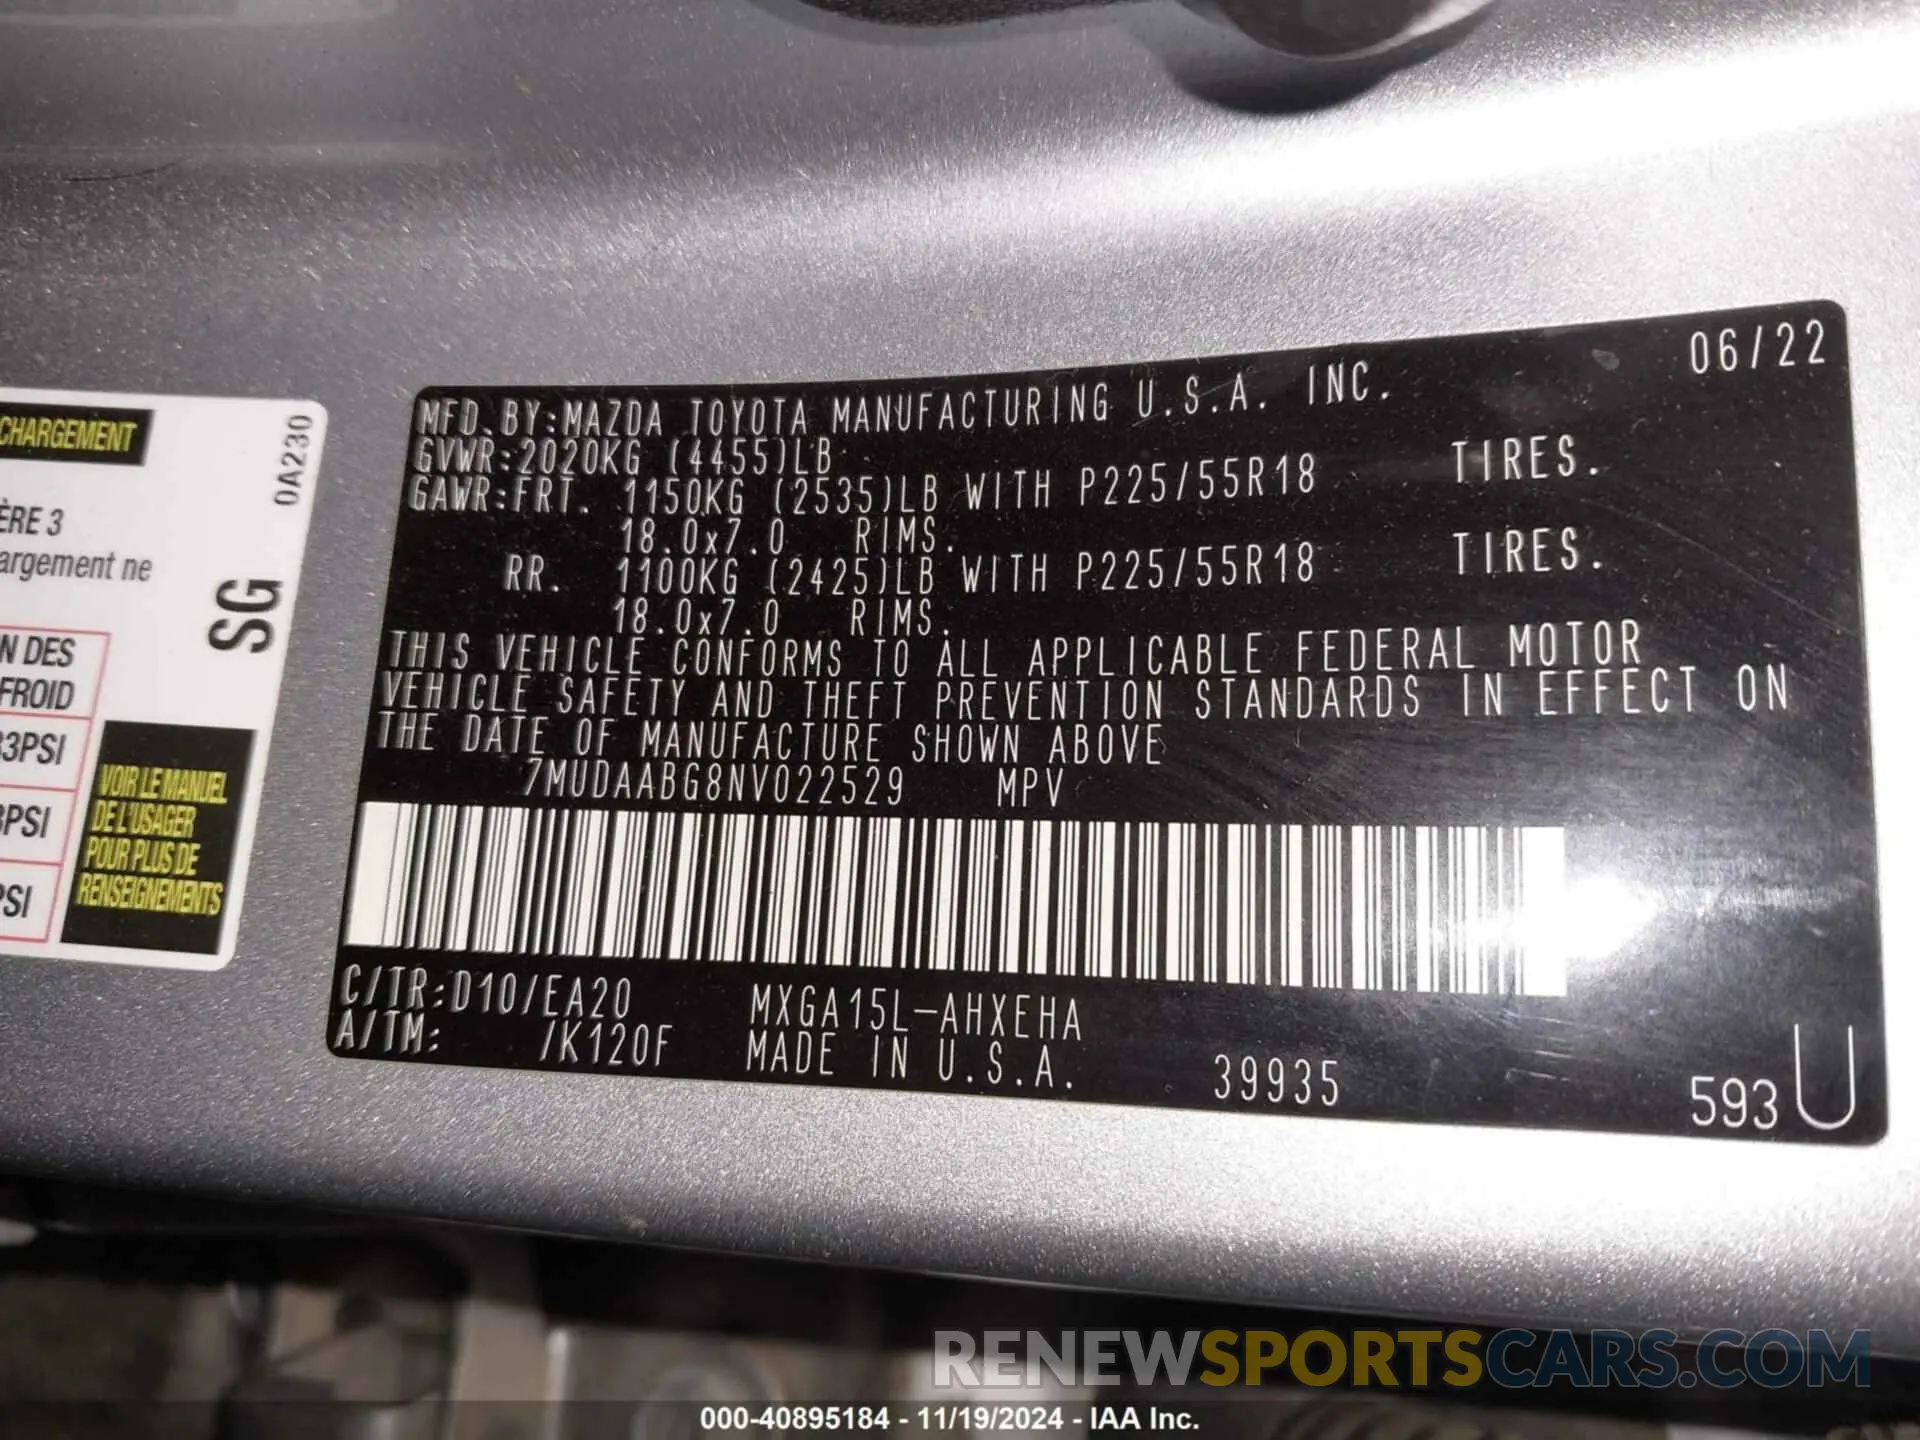 CHARGEMENT
0A230
ÈRE 3
argement ne
SG
N DES
FROID
33PSI
3PSI
PSI
VOIR LE MANUEL
DE L'USAGER
POUR PLUS DE
RENSEIGNEMENTS
06/22
MFD. BY:MAZDA TOYOTA MANUFACTURING U.S.A. INC.
GVWR:2020KG (4455)LB
GAWR:FRT. 1150KG (2535)LB WITH P225/55R18 TIRES.
18.0x7.0 RIMS.
RR. 1100KG (2425)LB WITH P225/55R18 TIRES.
18.0x7.0 RIMS.
THIS VEHICLE CONFORMS TO ALL APPLICABLE FEDERAL MOTOR
VEHICLE SAFETY AND THEFT PREVENTION STANDARDS IN EFFECT ON
THE DATE OF MANUFACTURE SHOWN ABOVE
7MUDAABG8NV022529 MPV
C/TR:D10/EA20 MXGA15L-AHXEHA
A/TM: /K120F MADE IN U.S.A. 39935
593 U
RENEWSPORTSCARS.COM
000-40895184 - 11/19/2024 - IAA Inc.